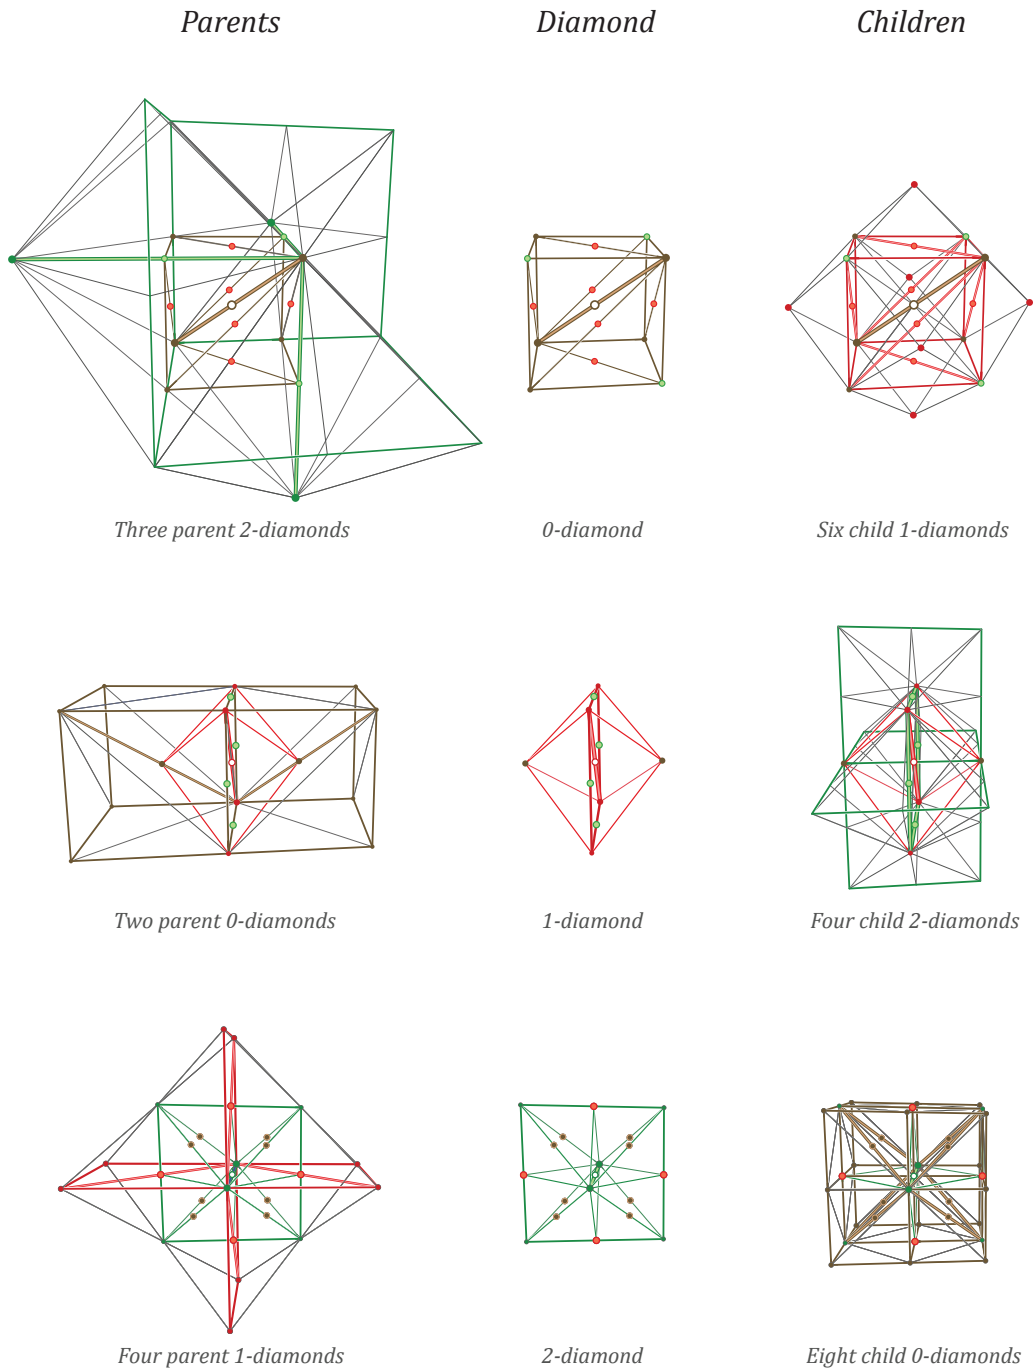 Parents Diamond Children
Three parent 2-diamonds 0-diamond Six child 1-diamonds
Two parent 0-diamonds 1-diamond Four child 2-diamonds
Four parent 1-diamonds 2-diamond Eight child 0-diamonds